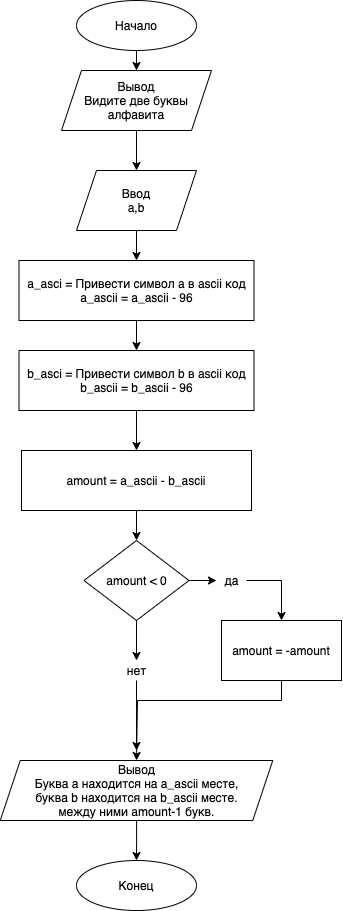 Начало
Вывод
Видите две буквы
алфавита
Ввод
a,b
a_asci = Привести символ a в ascii код
a_ascii = a_ascii - 96
b_asci = Привести символ b в ascii код
b_ascii = b_ascii - 96
amount = a_ascii - b_ascii
amount < 0
да
amount = -amount
нет
Вывод
Буква a находится на a_ascii месте,
буква b находится на b_ascii месте.
между ними amount-1 букв.
Конец